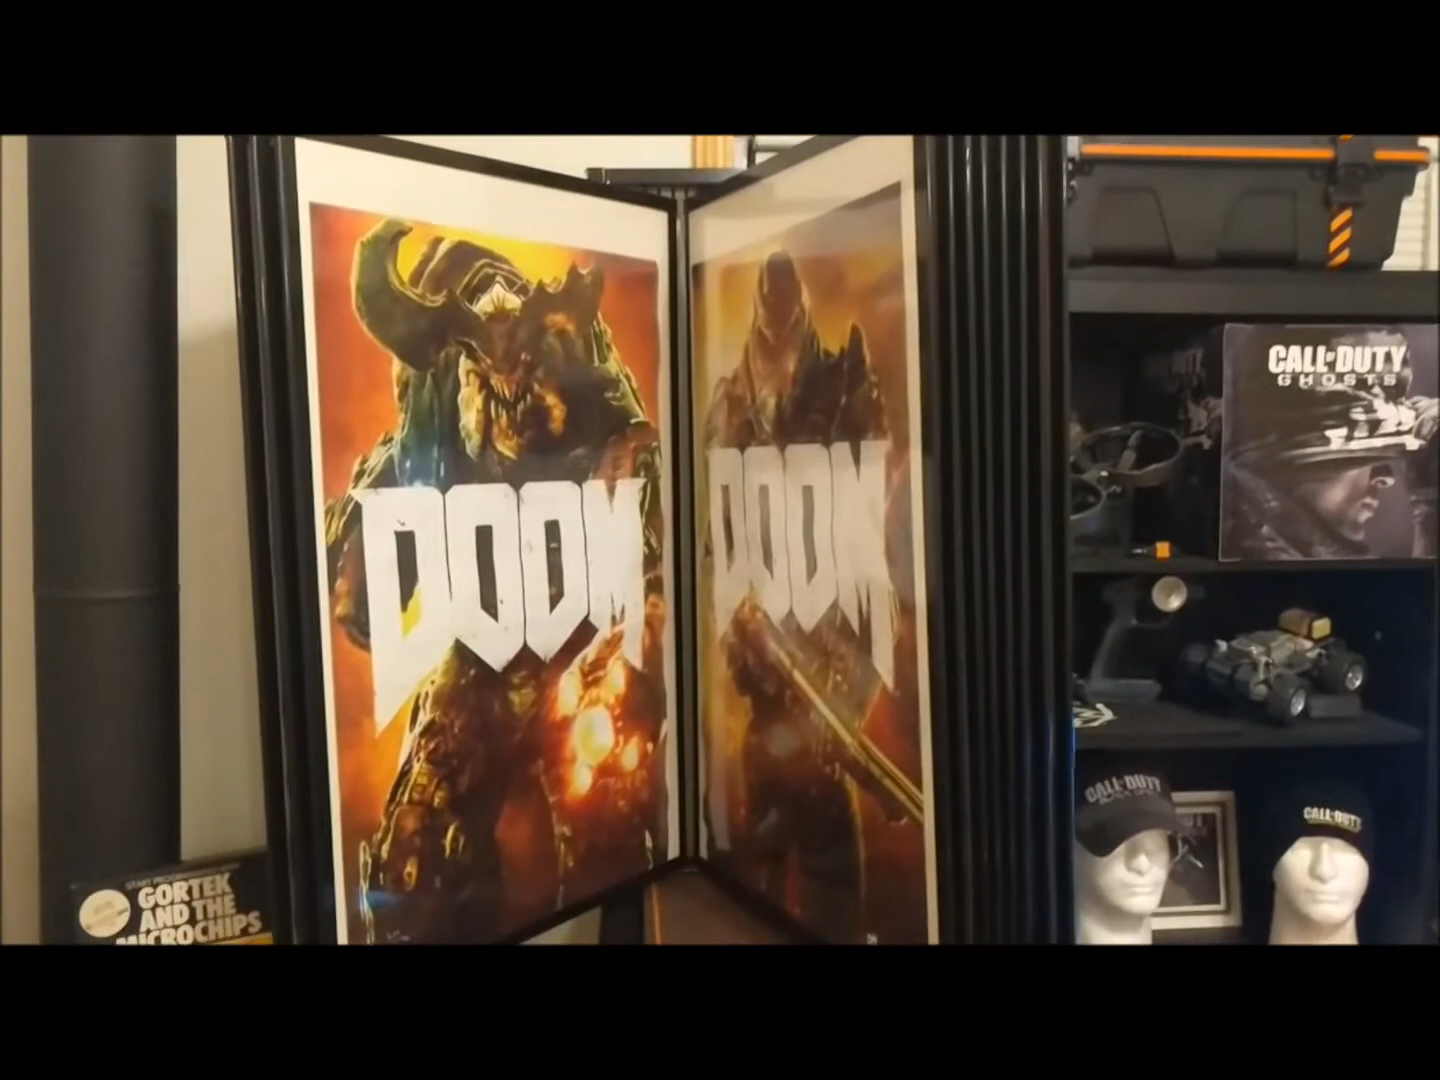 DOOM
DOOM
CALL OF DUTY
GHOSTS
CALL OF DUTY
CALL OF DUTY
GORTEK
AND THE
MICROCHIPS